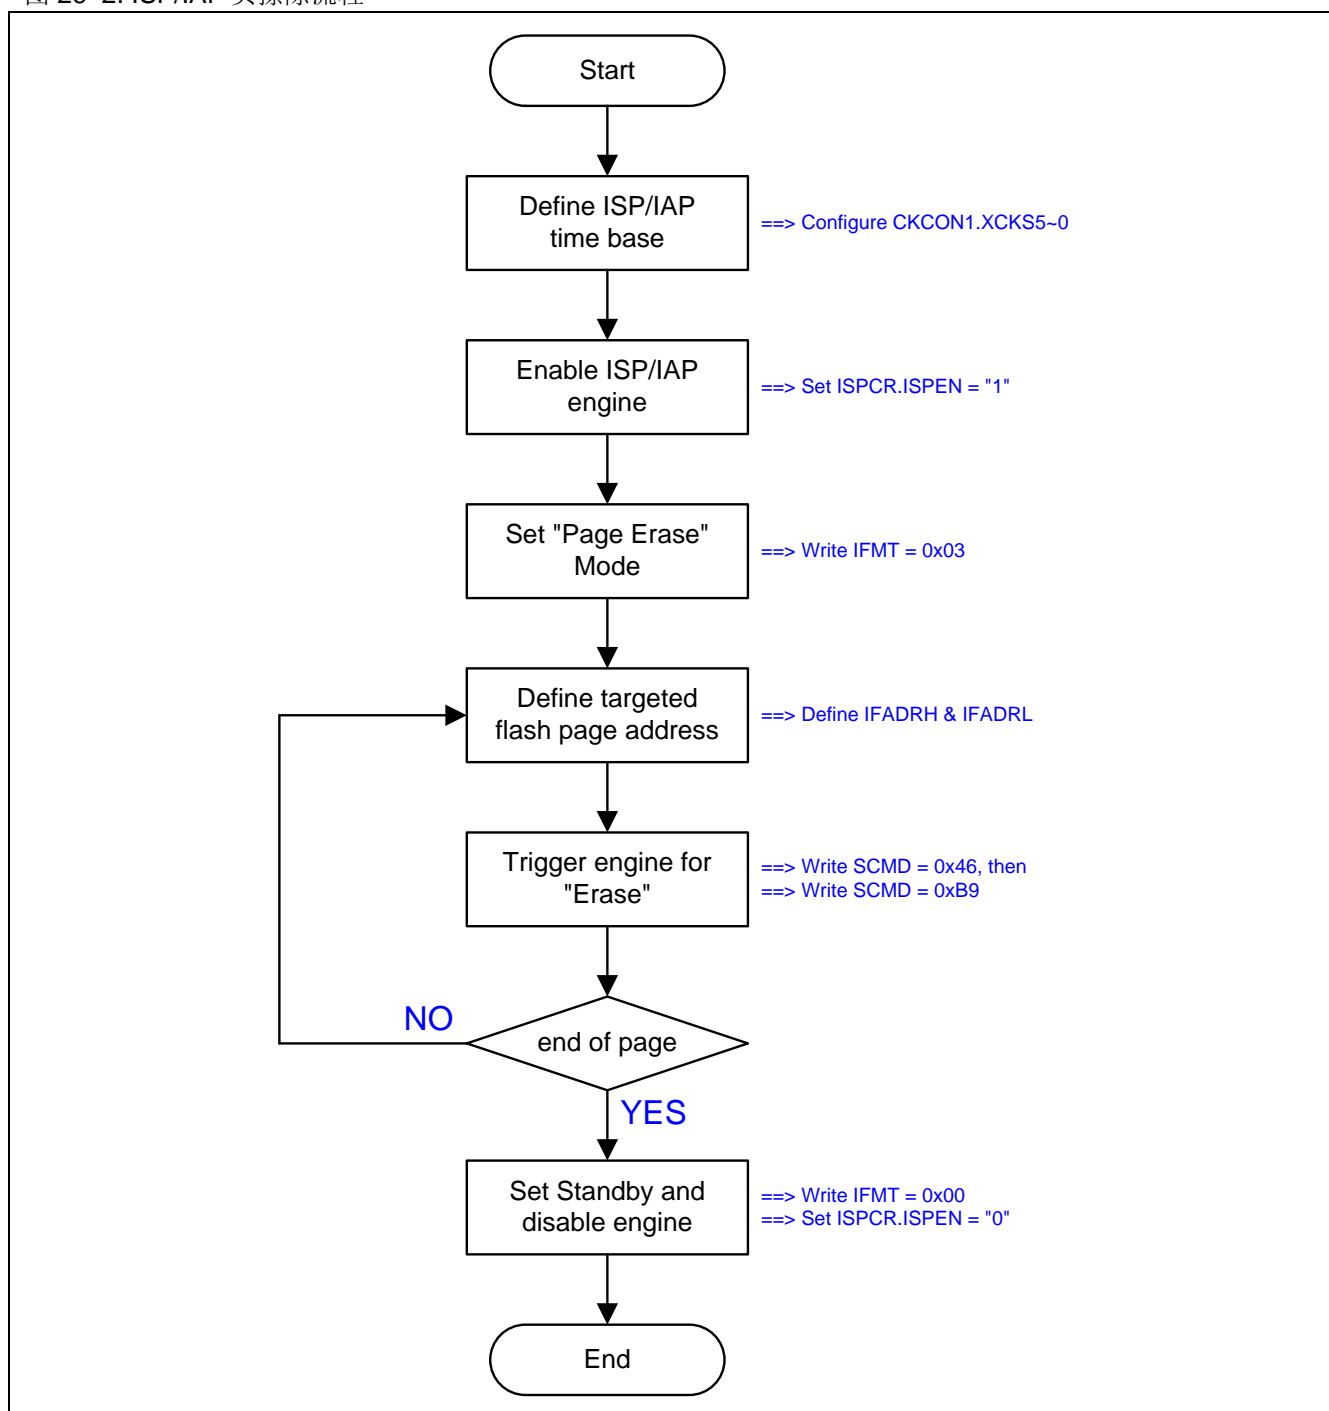 Start
Define ISP/IAP
time base
==> Configure CKCON1.XCKS5~0
Enable ISP/IAP
engine
==> Set ISPCR.ISPEN = "1"
Set "Page Erase"
Mode
==> Write IFMT = 0x03
Define targeted
flash page address
==> Define IFADRH & IFADRL
Trigger engine for
"Erase"
==> Write SCMD = 0x46, then
==> Write SCMD = 0xB9
end of page
NO
YES
Set Standby and
disable engine
==> Write IFMT = 0x00
==> Set ISPCR.ISPEN = "0"
End